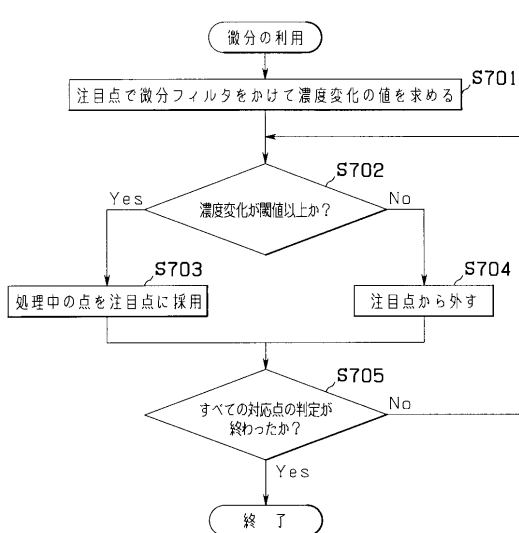 微分の利用
S701
注目点で微分フィルタをかけて濃度変化の値を求める
S702
濃度変化が閾値以上か?
Yes
No
S703
処理中の点を注目点に採用
S704
注目点から外す
S705
すべての対応点の判定が
終わったか?
No
Yes
終 了